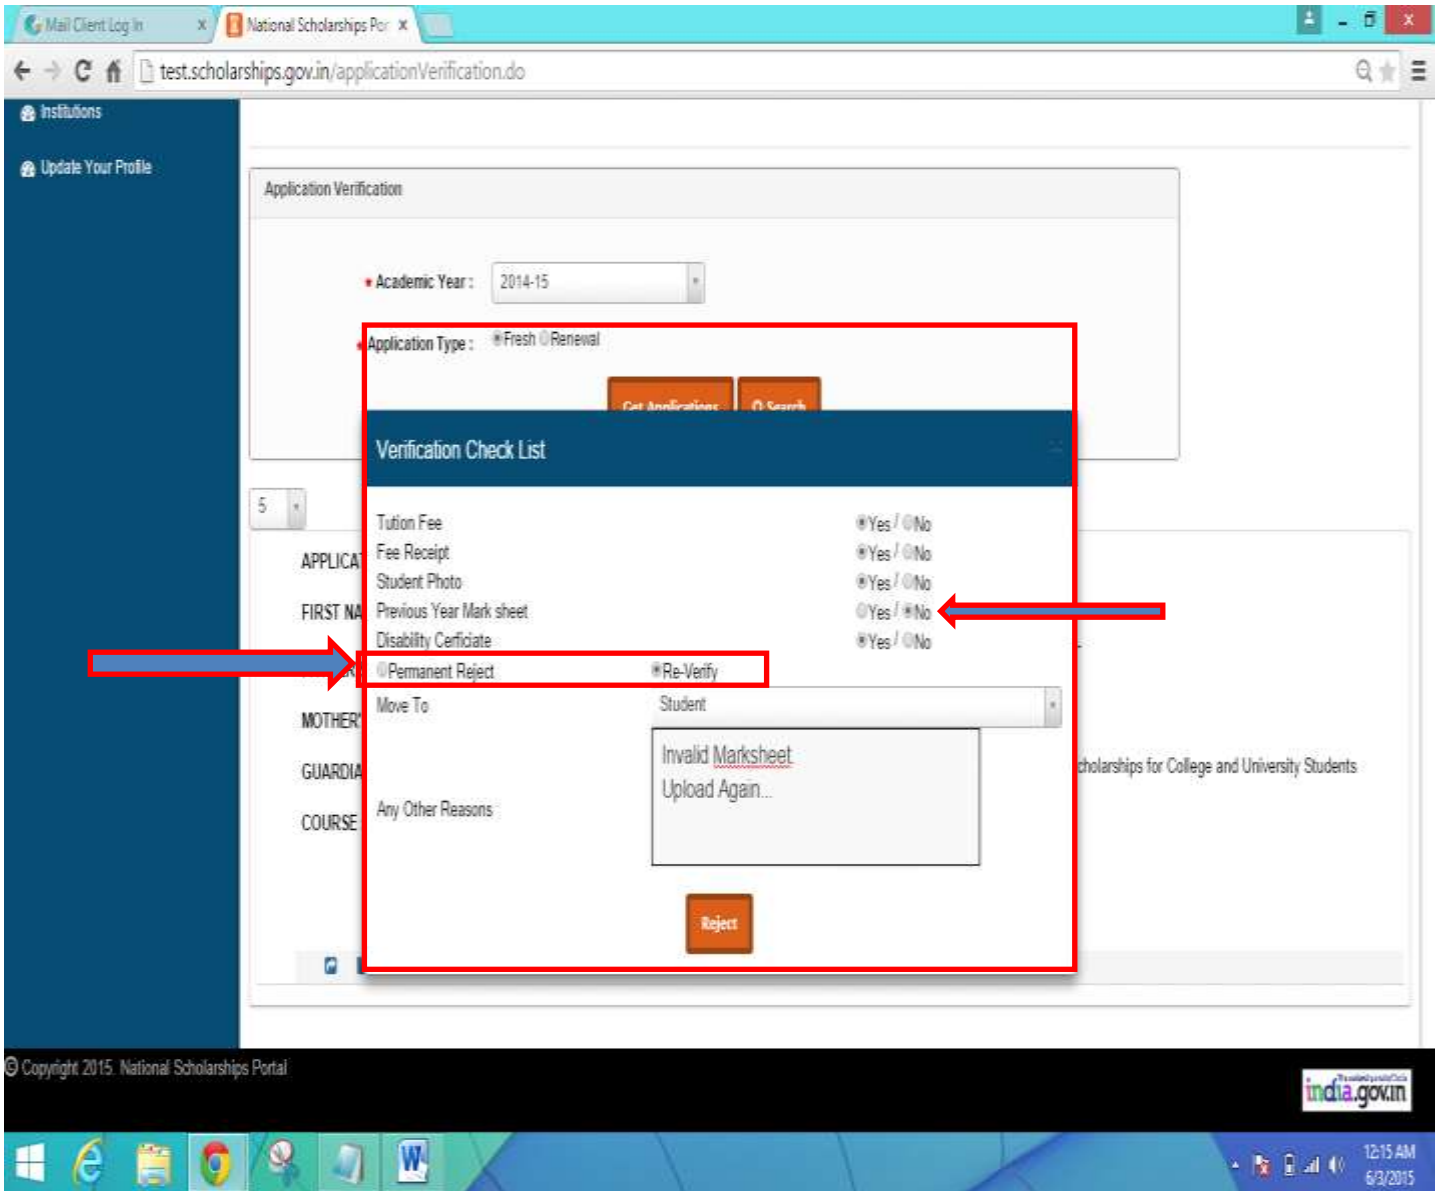 Mail Client Log In x
National Scholarships Por x
test.scholarships.gov.in/applicationVerification.do
Institutions
Update Your Profile
Application Verification
* Academic Year : 2014-15
Application Type : Fresh Renewal
Get Applications Search
Verification Check List
5
Tution Fee Yes / No
Fee Receipt Yes / No
Student Photo Yes / No
Previous Year Mark sheet Yes / No
Disability Cerficiate Yes / No
Permanent Reject Re-Verify
Move To Student
Invalid Marksheet.
Upload Again...
Any Other Reasons
Reject
APPLICAT
FIRST NA
MOTHER'
GUARDIA
COURSE
cholarships for College and University Students
© Copyright 2015. National Scholarships Portal
india.gov.in
12:15 AM
6/3/2015